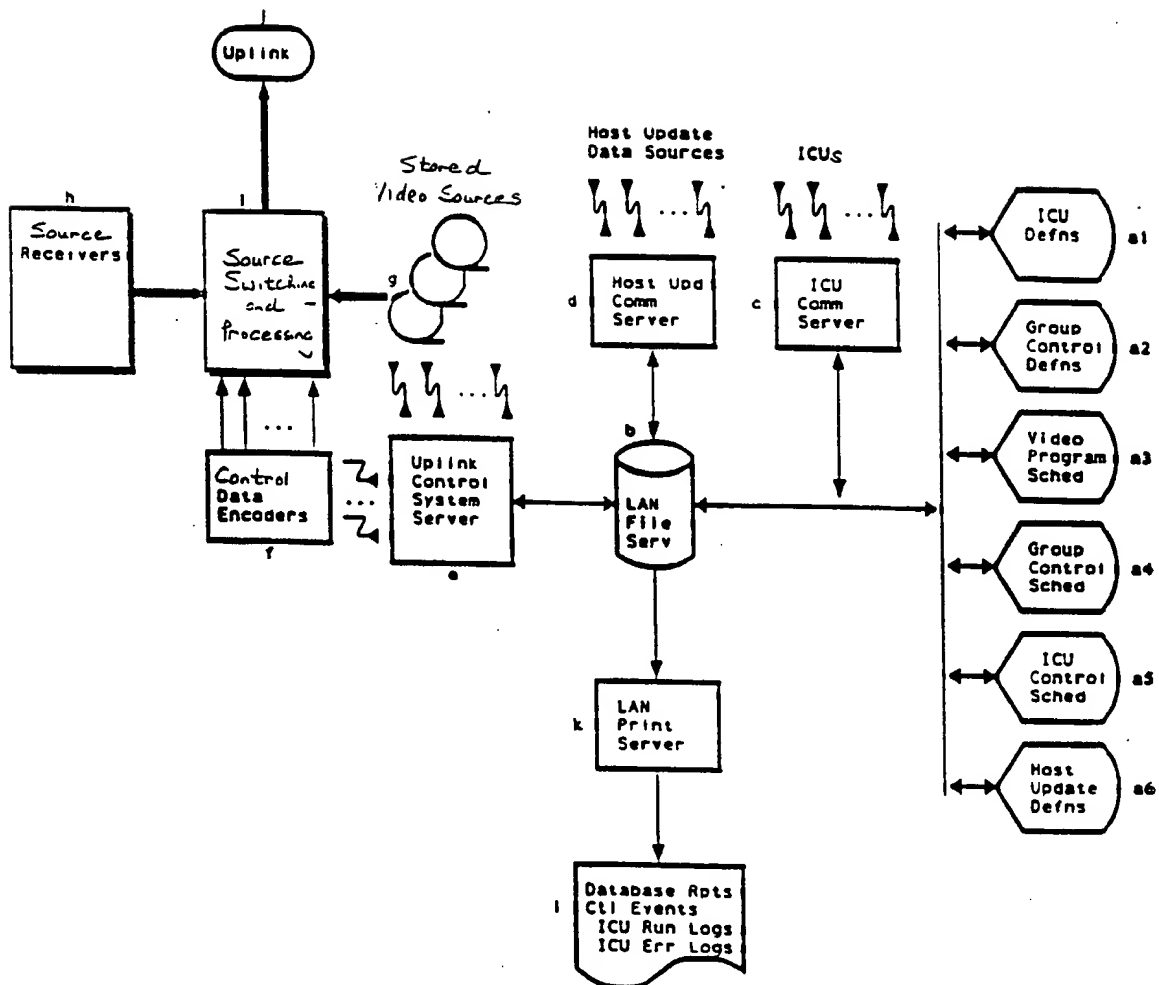 j
Uplink
h
Source
Receivers
i
Source
Switching
and
Processing
Stored
Video Sources
g
Host Update
Data Sources
ICUs
d
Host Upd
Comm
Server
c
ICU
Comm
Server
ICU
Defns
a1
Group
Control
Defns
a2
Video
Program
Sched
a3
Group
Control
Sched
a4
ICU
Control
Sched
a5
Host
Update
Defns
a6
...
Control
Data
Encoders
f
...
...
Uplink
Control
System
Server
e
...
...
b
LAN
File
Serv
k
LAN
Print
Server
l
Database Rpts
Ctl Events
ICU Run Logs
ICU Err Logs